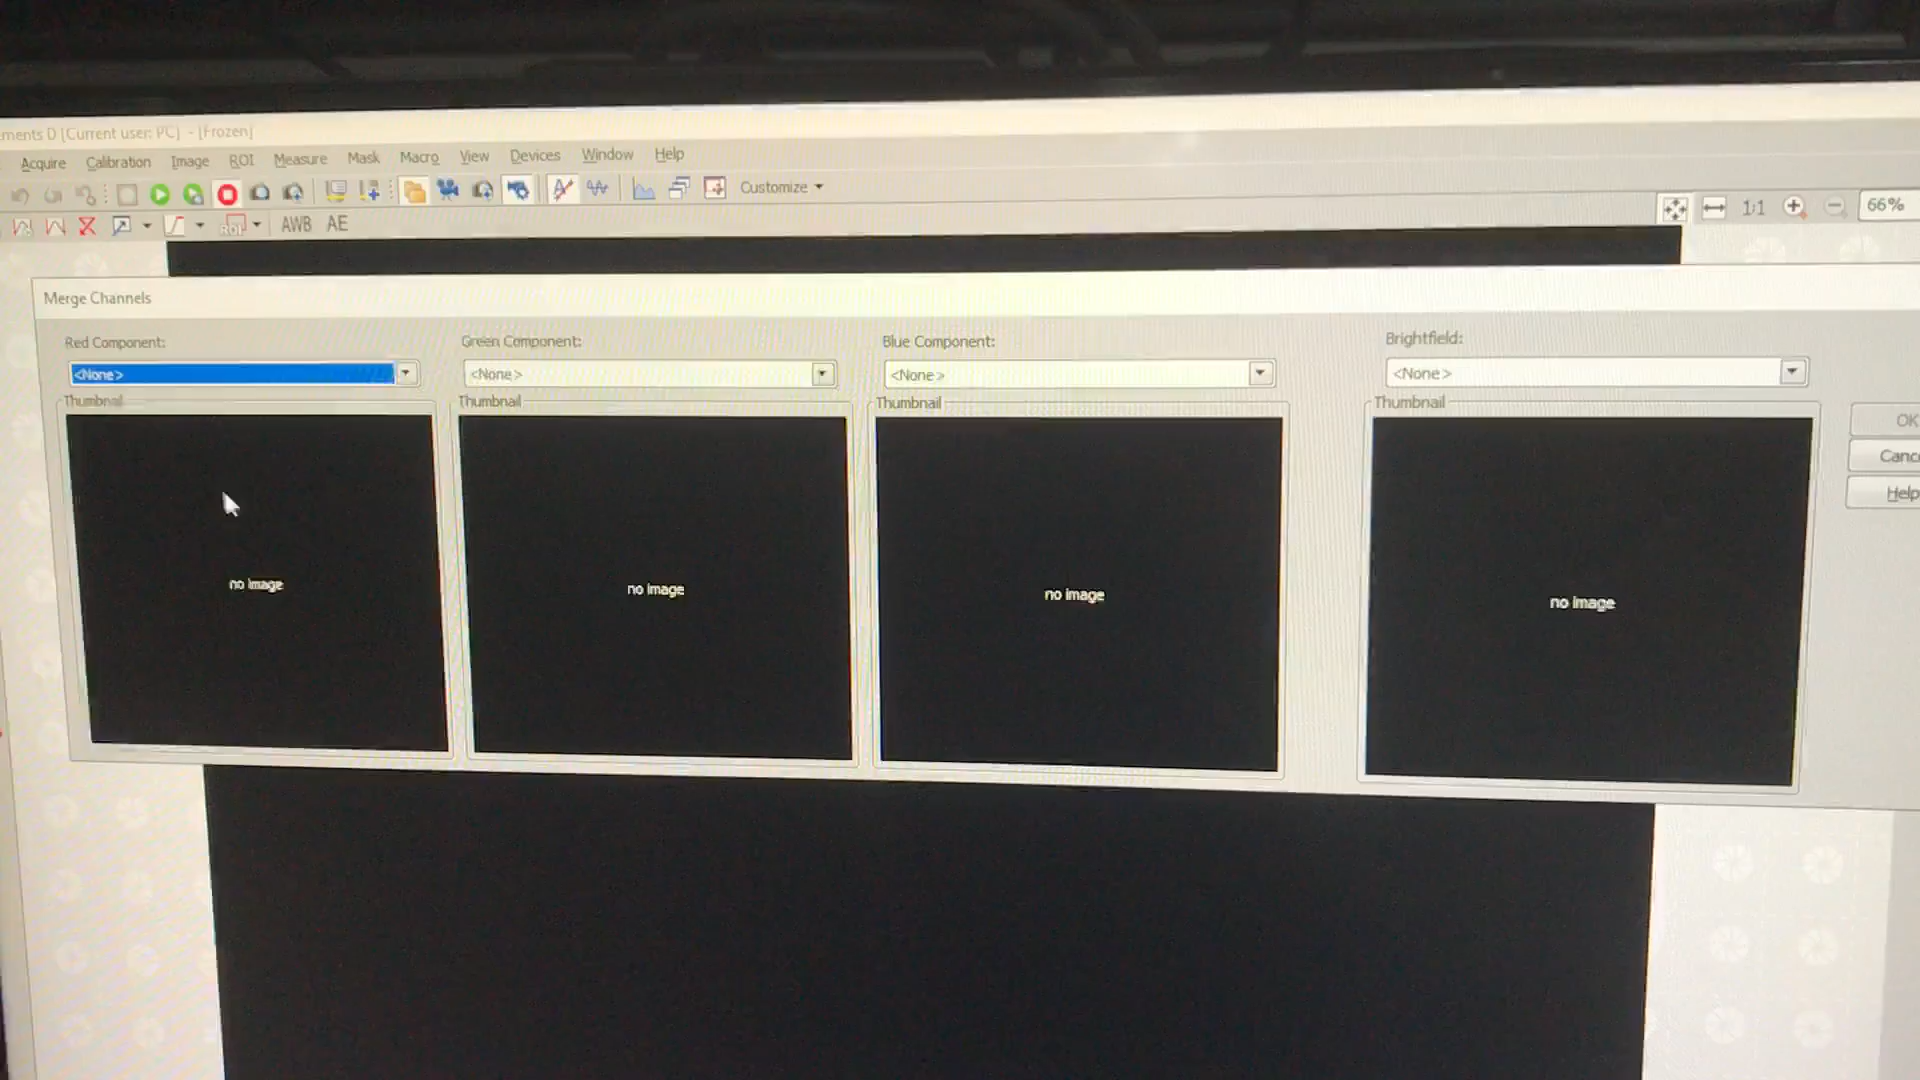 ments D [Current user: PC] - [Frozen]
Acquire Calibration Image ROI Measure Mask Macro View Devices Window Help
Customize
1:1 66%
ROI AWB AE
Merge Channels
Red Component: Green Component: Blue Component: Brightfield:
<None> <None> <None> <None>
Thumbnail Thumbnail Thumbnail Thumbnail
OK
Canc
Help
no image no image no image no image